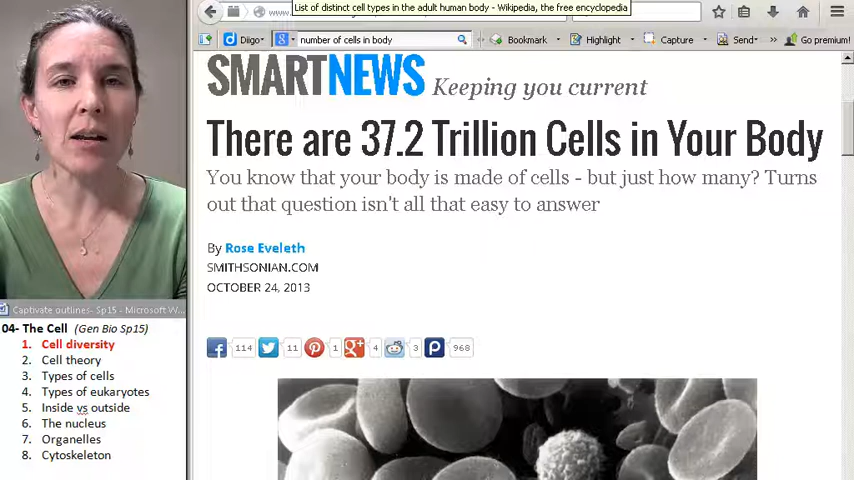 List of distinct cell types in the adult human body - Wikipedia, the free encyclopedia
www.
Diigo
number of cells in body
Bookmark
Highlight
Capture
Send
»
Go premium!
SMARTNEWS Keeping you current
There are 37.2 Trillion Cells in Your Body
You know that your body is made of cells - but just how many? Turns
out that question isn't all that easy to answer
By Rose Eveleth
SMITHSONIAN.COM
OCTOBER 24, 2013
114 11 1 4 3 968
Captivate outlines- Sp15 - Microsoft W...
04- The Cell (Gen Bio Sp15)
1. Cell diversity
2. Cell theory
3. Types of cells
4. Types of eukaryotes
5. Inside vs outside
6. The nucleus
7. Organelles
8. Cytoskeleton